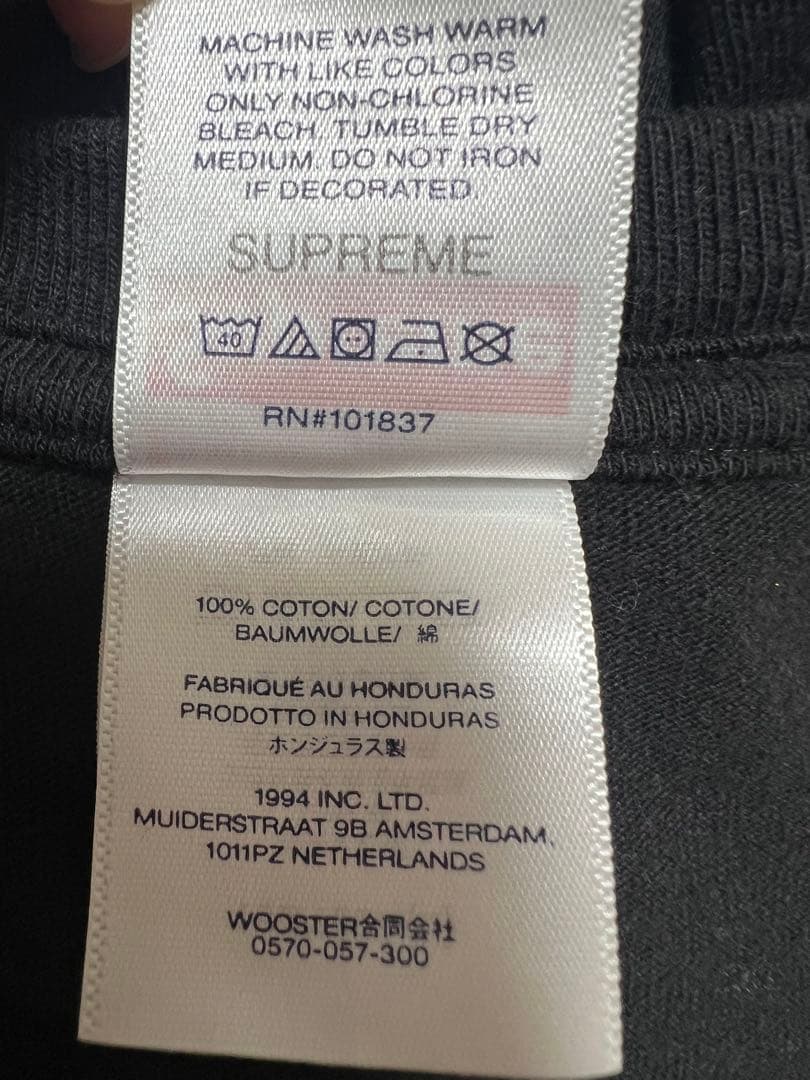 MACHINE WASH WARM
WITH LIKE COLORS
ONLY NON-CHLORINE
BLEACH. TUMBLE DRY
MEDIUM. DO NOT IRON
IF DECORATED.
SUPREME
40
RN#101837
100% COTON/ COTONE/
BAUMWOLLE/ 綿
FABRIQUÉ AU HONDURAS
PRODOTTO IN HONDURAS
ホンジュラス製
1994 INC. LTD.
MUIDERSTRAAT 9B AMSTERDAM,
1011PZ NETHERLANDS
WOOSTER合同会社
0570-057-300